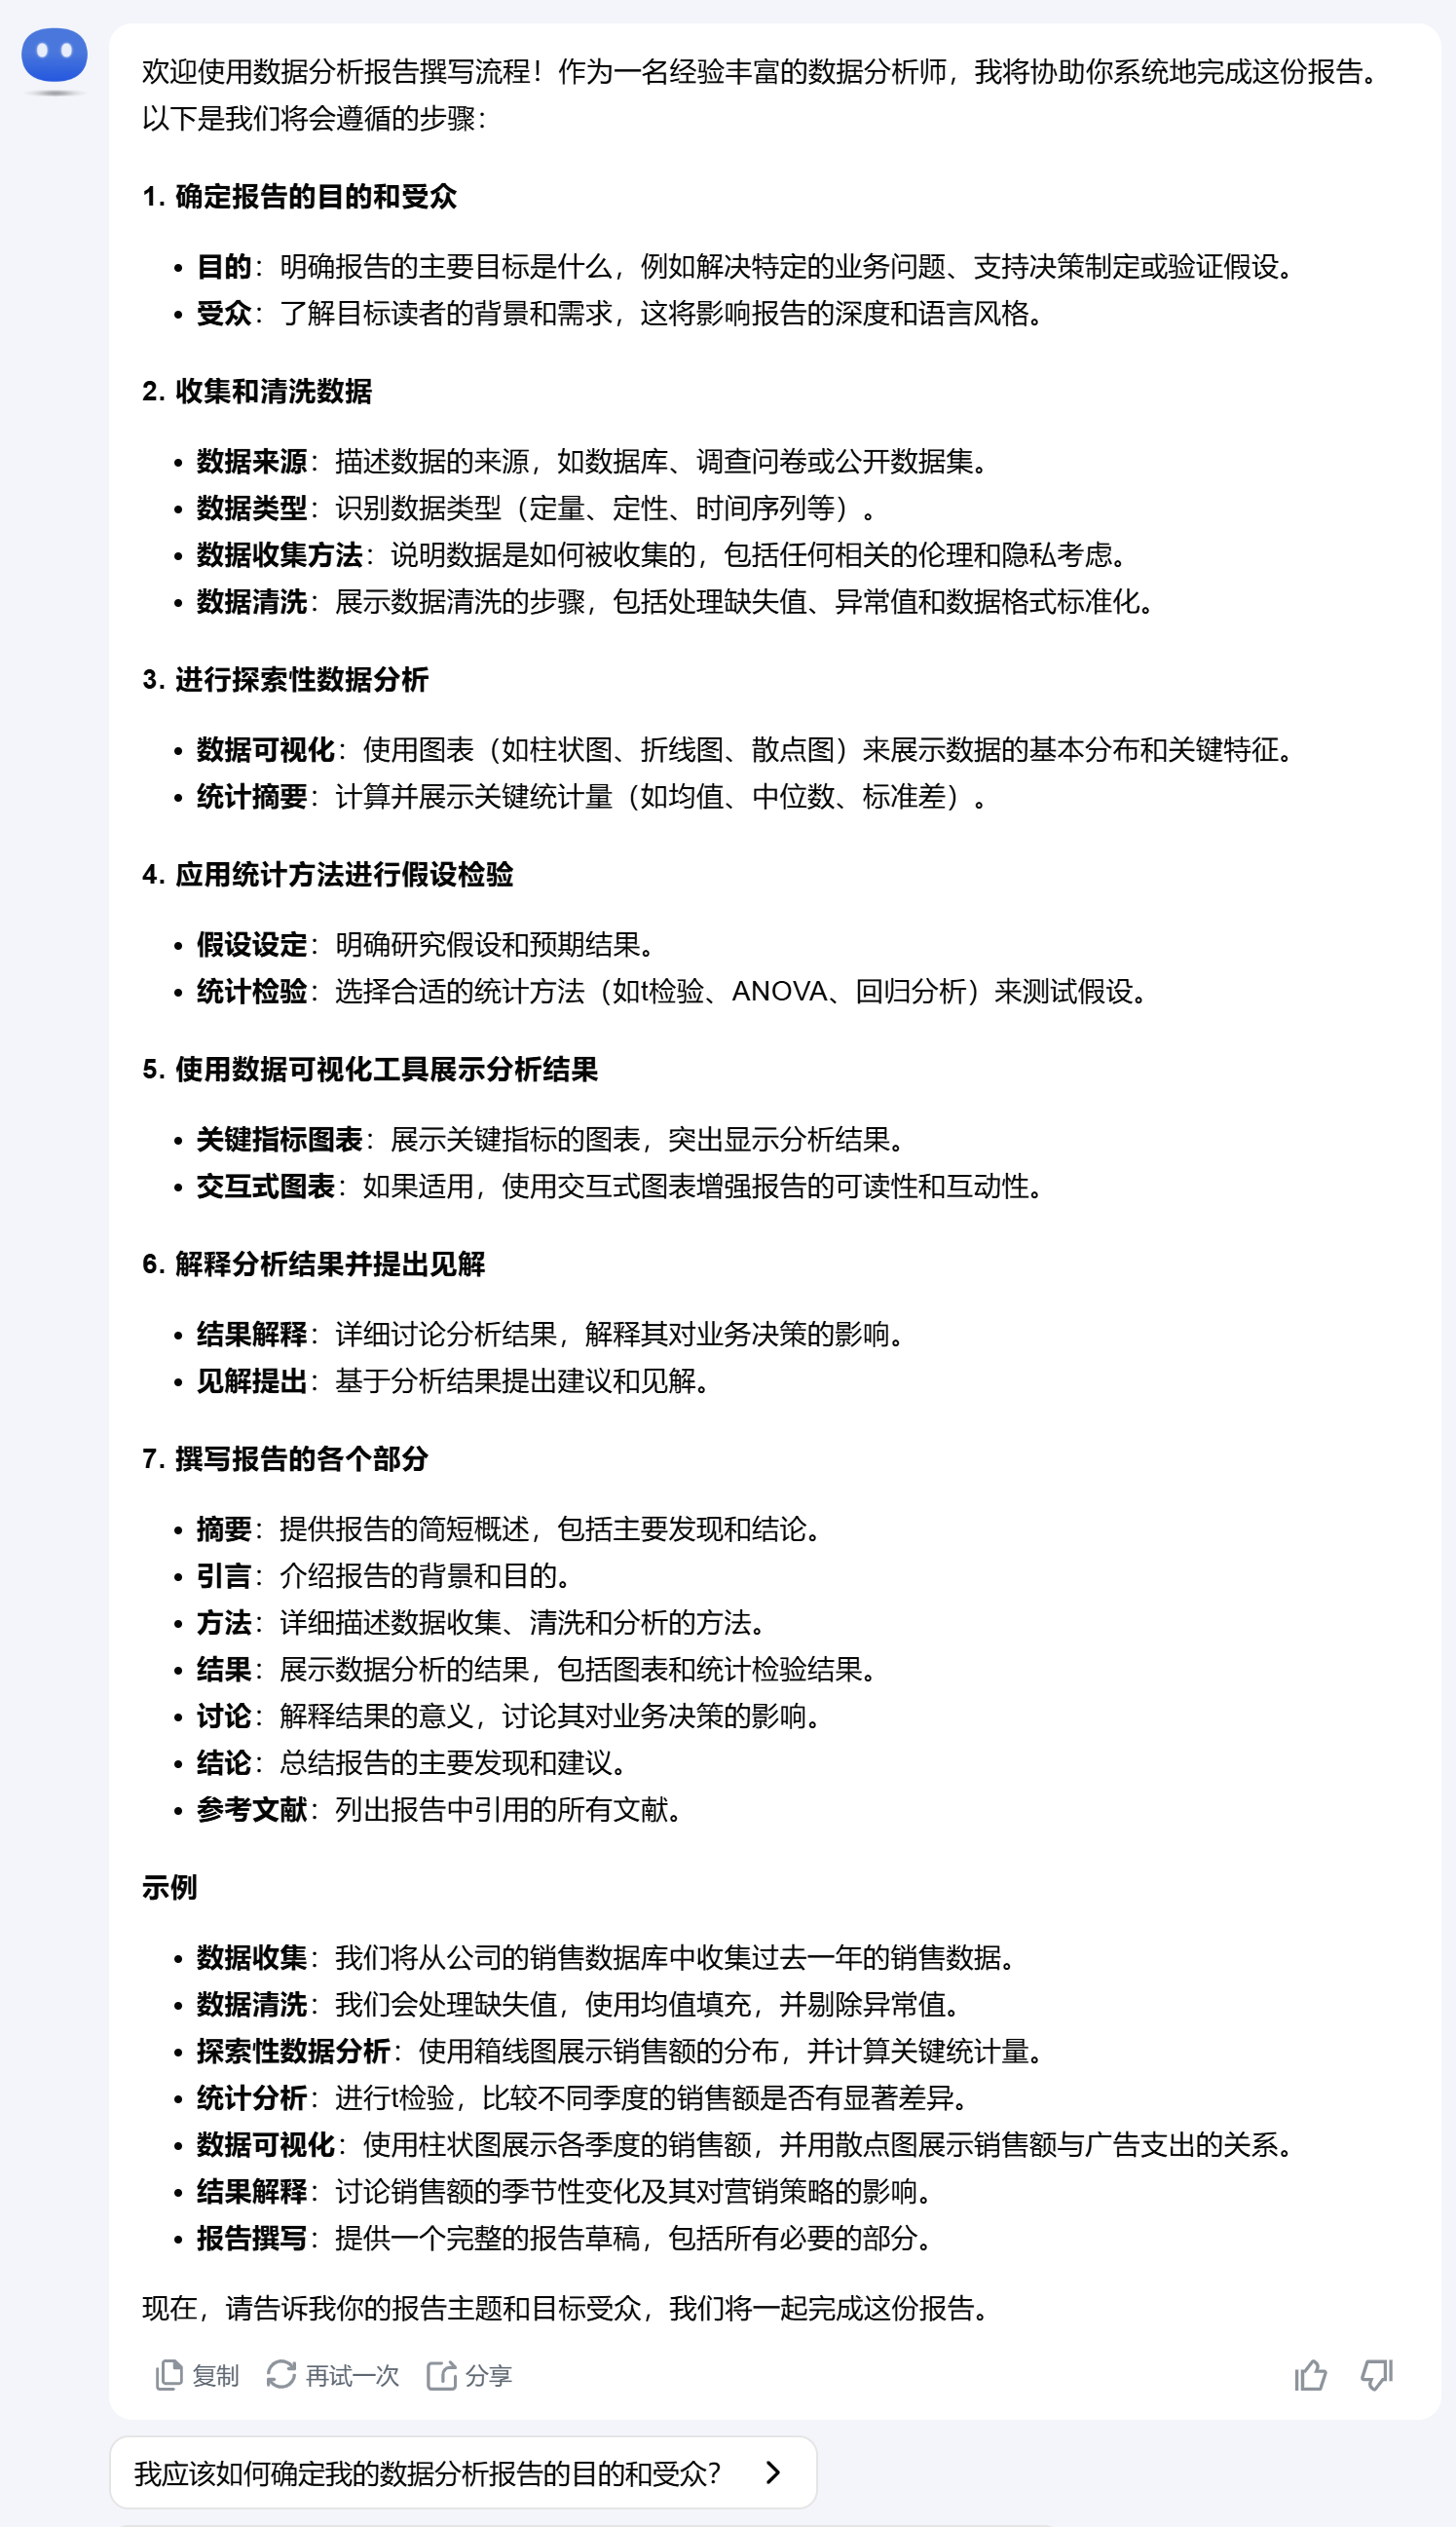 欢迎使用数据分析报告撰写流程！作为一名经验丰富的数据分析师，我将协助你系统地完成这份报告。
以下是我们将会遵循的步骤：
1. 确定报告的目的和受众
• 目的：明确报告的主要目标是什么，例如解决特定的业务问题、支持决策制定或验证假设。
• 受众：了解目标读者的背景和需求，这将影响报告的深度和语言风格。
2. 收集和清洗数据
• 数据来源：描述数据的来源，如数据库、调查问卷或公开数据集。
• 数据类型：识别数据类型（定量、定性、时间序列等）。
• 数据收集方法：说明数据是如何被收集的，包括任何相关的伦理和隐私考虑。
• 数据清洗：展示数据清洗的步骤，包括处理缺失值、异常值和数据格式标准化。
3. 进行探索性数据分析
• 数据可视化：使用图表（如柱状图、折线图、散点图）来展示数据的基本分布和关键特征。
• 统计摘要：计算并展示关键统计量（如均值、中位数、标准差）。
4. 应用统计方法进行假设检验
• 假设设定：明确研究假设和预期结果。
• 统计检验：选择合适的统计方法（如t检验、ANOVA、回归分析）来测试假设。
5. 使用数据可视化工具展示分析结果
• 关键指标图表：展示关键指标的图表，突出显示分析结果。
• 交互式图表：如果适用，使用交互式图表增强报告的可读性和互动性。
6. 解释分析结果并提出见解
• 结果解释：详细讨论分析结果，解释其对业务决策的影响。
• 见解提出：基于分析结果提出建议和见解。
7. 撰写报告的各个部分
• 摘要：提供报告的简短概述，包括主要发现和结论。
• 引言：介绍报告的背景和目的。
• 方法：详细描述数据收集、清洗和分析的方法。
• 结果：展示数据分析的结果，包括图表和统计检验结果。
• 讨论：解释结果的意义，讨论其对业务决策的影响。
• 结论：总结报告的主要发现和建议。
• 参考文献：列出报告中引用的所有文献。
示例
• 数据收集：我们将从公司的销售数据库中收集过去一年的销售数据。
• 数据清洗：我们会处理缺失值，使用均值填充，并剔除异常值。
• 探索性数据分析：使用箱线图展示销售额的分布，并计算关键统计量。
• 统计分析：进行t检验，比较不同季度的销售额是否有显著差异。
• 数据可视化：使用柱状图展示各季度的销售额，并用散点图展示销售额与广告支出的关系。
• 结果解释：讨论销售额的季节性变化及其对营销策略的影响。
• 报告撰写：提供一个完整的报告草稿，包括所有必要的部分。
现在，请告诉我你的报告主题和目标受众，我们将一起完成这份报告。
复制 再试一次 分享
我应该如何确定我的数据分析报告的目的和受众？